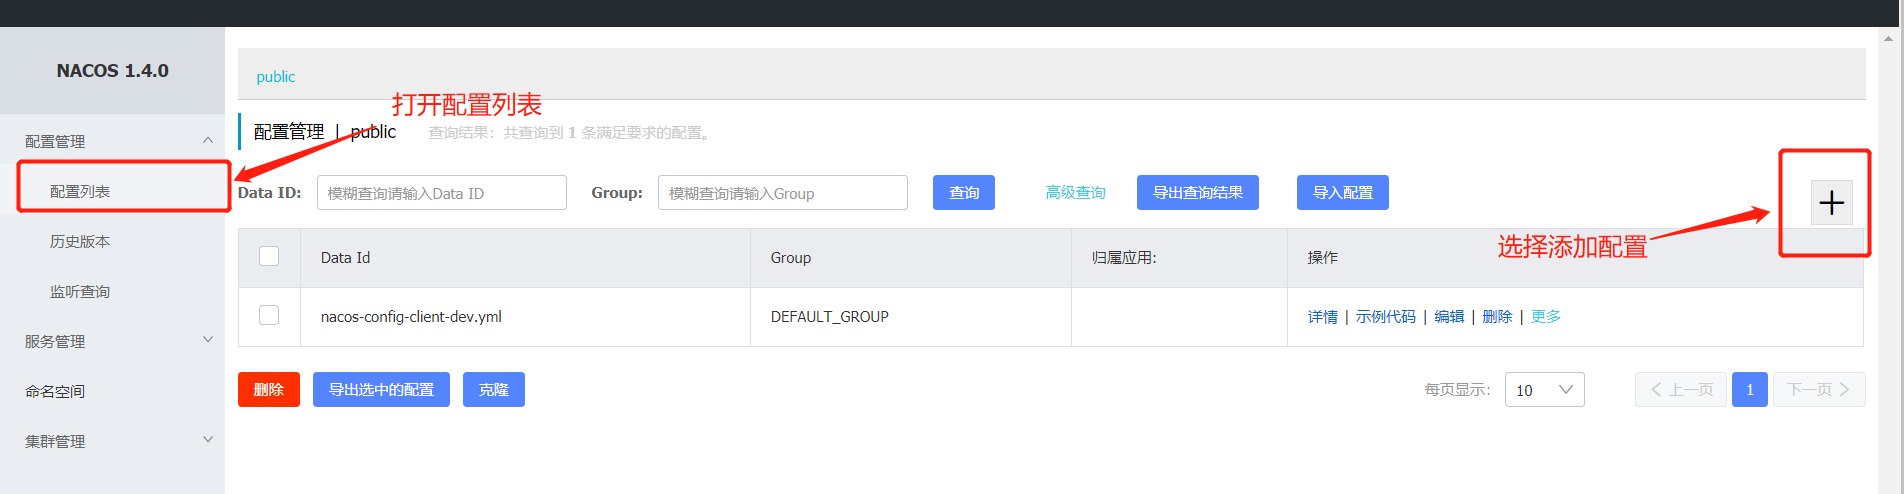 NACOS 1.4.0
配置管理
配置列表
历史版本
监听查询
服务管理
命名空间
集群管理
public
打开配置列表
配置管理 | public 查询结果：共查询到 1 条满足要求的配置。
Data ID: 模糊查询请输入Data ID Group: 模糊查询请输入Group 查询 高级查询 导出查询结果 导入配置
选择添加配置
Data Id Group 归属应用: 操作
nacos-config-client-dev.yml DEFAULT_GROUP 详情 | 示例代码 | 编辑 | 删除 | 更多
删除 导出选中的配置 克隆 每页显示: 10 上一页 1 下一页